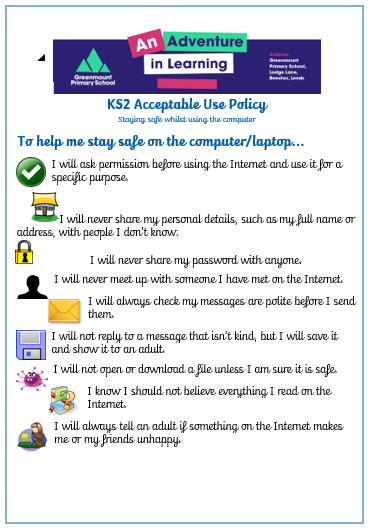 An Adventure
in Learning
Greenmount
Primary School
Address:
Greenmount
Primary School,
Lodge Lane,
Beeston, Leeds
KS2 Acceptable Use Policy
Staying safe whilst using the computer
To help me stay safe on the computer/laptop...
I will ask permission before using the Internet and use it for a
specific purpose.
I will never share my personal details, such as my full name or
address, with people I don't know.
I will never share my password with anyone.
I will never meet up with someone I have met on the Internet.
I will always check my messages are polite before I send
them.
I will not reply to a message that isn't kind, but I will save it
and show it to an adult.
I will not open or download a file unless I am sure it is safe.
I know I should not believe everything I read on the
Internet.
I will always tell an adult if something on the Internet makes
me or my friends unhappy.